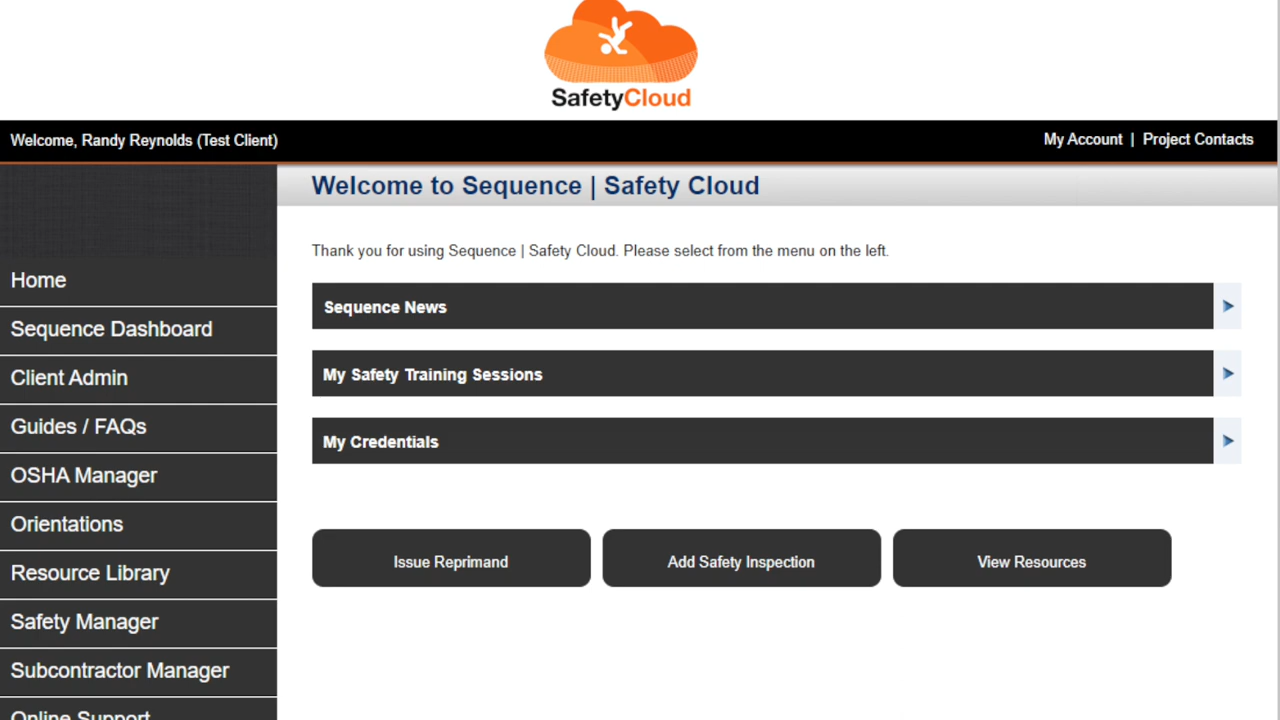 SafetyCloud
Welcome, Randy Reynolds (Test Client)
My Account | Project Contacts
Welcome to Sequence | Safety Cloud
Thank you for using Sequence | Safety Cloud. Please select from the menu on the left.
Home
Sequence Dashboard
Client Admin
Guides / FAQs
OSHA Manager
Orientations
Resource Library
Safety Manager
Subcontractor Manager
Online Support
Sequence News
My Safety Training Sessions
My Credentials
Issue Reprimand
Add Safety Inspection
View Resources